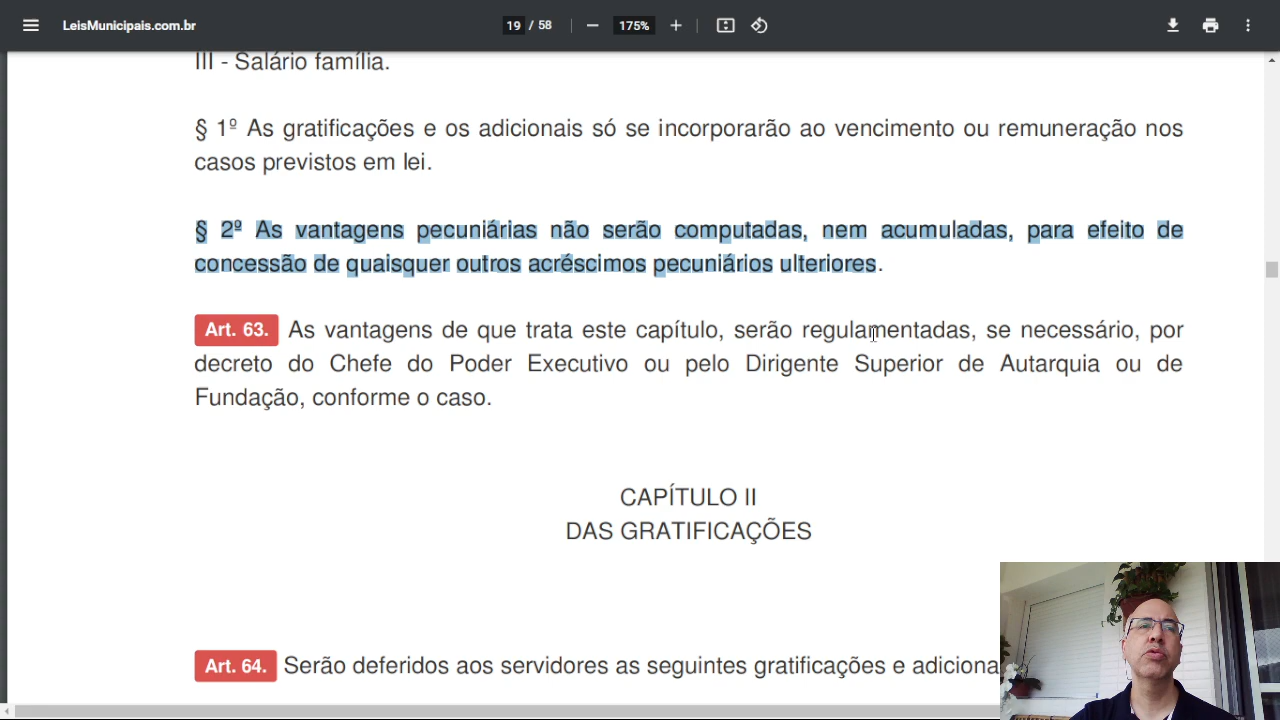 LeisMunicipais.com.br
19 / 58
175%
III - Salário família.
§ 1º As gratificações e os adicionais só se incorporarão ao vencimento ou remuneração nos
casos previstos em lei.
§ 2º As vantagens pecuniárias não serão computadas, nem acumuladas, para efeito de
concessão de quaisquer outros acréscimos pecuniários ulteriores.
Art. 63. As vantagens de que trata este capítulo, serão regulamentadas, se necessário, por
decreto do Chefe do Poder Executivo ou pelo Dirigente Superior de Autarquia ou de
Fundação, conforme o caso.
CAPÍTULO II
DAS GRATIFICAÇÕES
Art. 64. Serão deferidos aos servidores as seguintes gratificações e adiciona